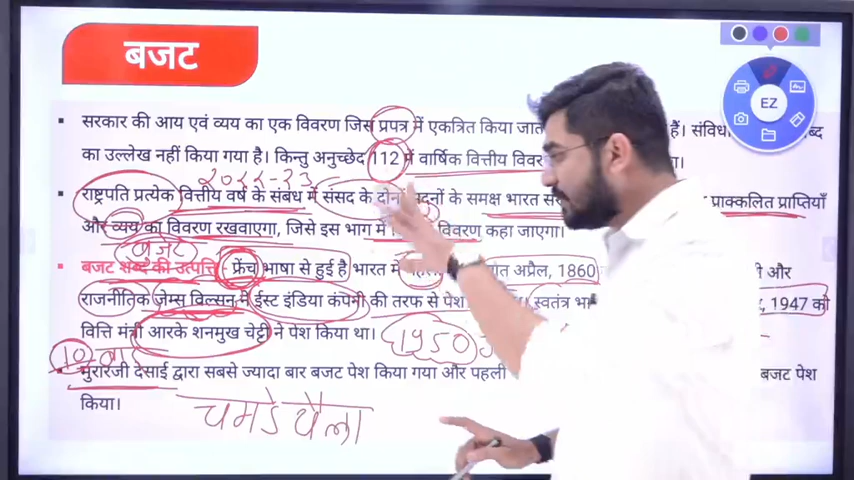 बजट
EZ
सरकार की आय एवं व्यय का एक विवरण जिस प्रपत्र में एकत्रित किया जात हैं। संविध ब्द
का उल्लेख नहीं किया गया है। किन्तु अनुच्छेद 112 में वार्षिक वित्तीय विवर ा।
२०२२-२३
राष्ट्रपति प्रत्येक वित्तीय वर्ष के संबंध में संसद के दोनों सदनों के समक्ष भारत स प्राक्कलित प्राप्तियाँ
और व्यय का विवरण रखवाएगा, जिसे इस भाग में विवरण कहा जाएगा।
बजट शब्द की उत्पत्ति फ्रेंच भाषा से हुई है भारत में अप्रैल, 1860 ी और
राजनीतिक जेम्स विल्सन ने ईस्ट इंडिया कंपनी की तरफ से पेश स्वतंत्र भा , 1947 को
वित्ति मंत्री आरके शनमुख चेट्टी ने पेश किया था। 1950
10 बा
मुरारजी देसाई द्वारा सबसे ज्यादा बार बजट पेश किया गया और पहली बजट पेश
किया।
चमडे थैला